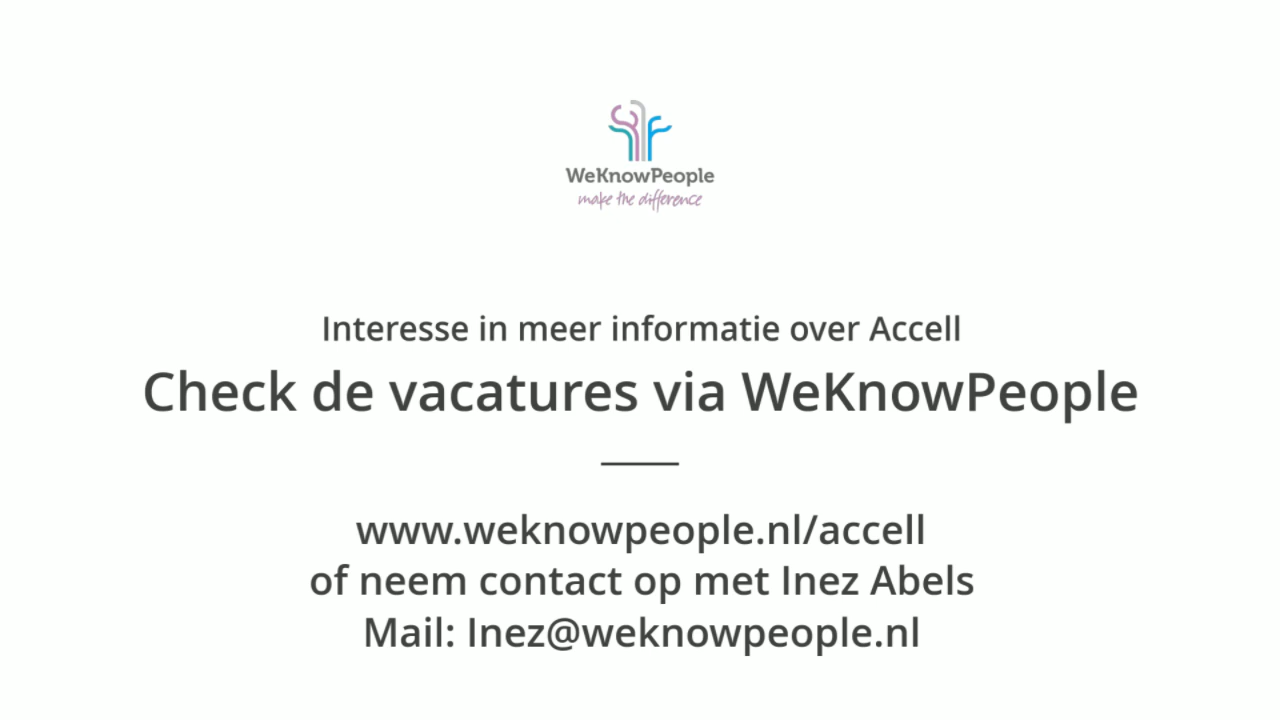 WeKnowPeople
make the difference
Interesse in meer informatie over Accell
Check de vacatures via WeKnowPeople
www.weknowpeople.nl/accell
of neem contact op met Inez Abels
Mail: Inez@weknowpeople.nl